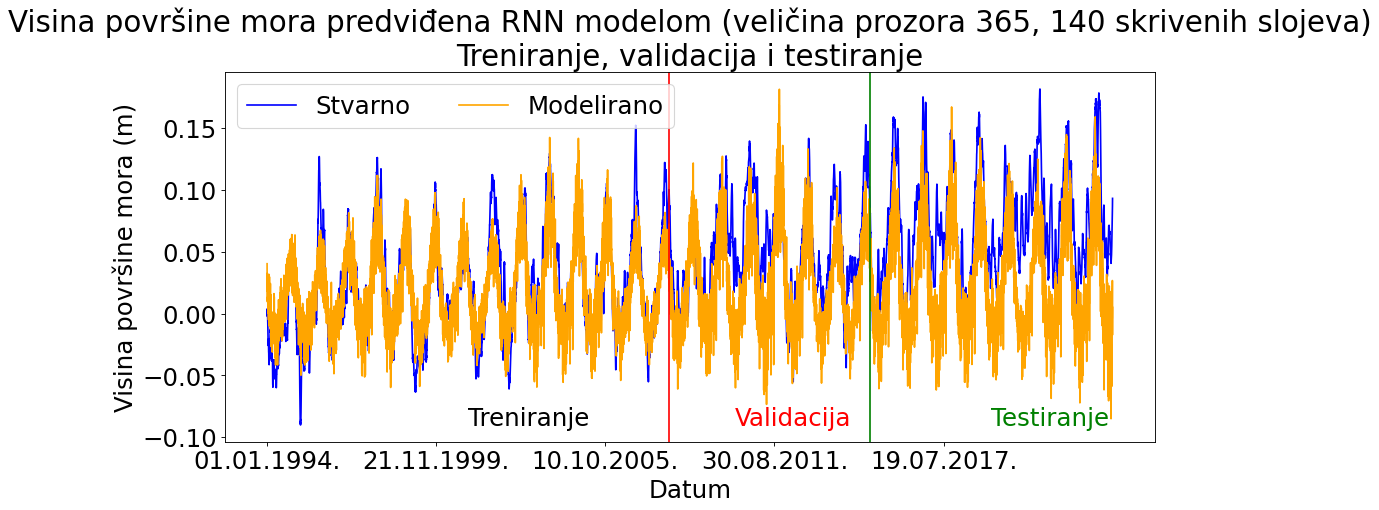 Visina površine mora predviđena RNN modelom (veličina prozora 365, 140 skrivenih slojeva)
Treniranje, validacija i testiranje
Stvarno
Modelirano
Visina površine mora (m)
0.15
0.10
0.05
0.00
−0.05
−0.10
Treniranje
Validacija
Testiranje
01.01.1994.
21.11.1999.
10.10.2005.
30.08.2011.
19.07.2017.
Datum